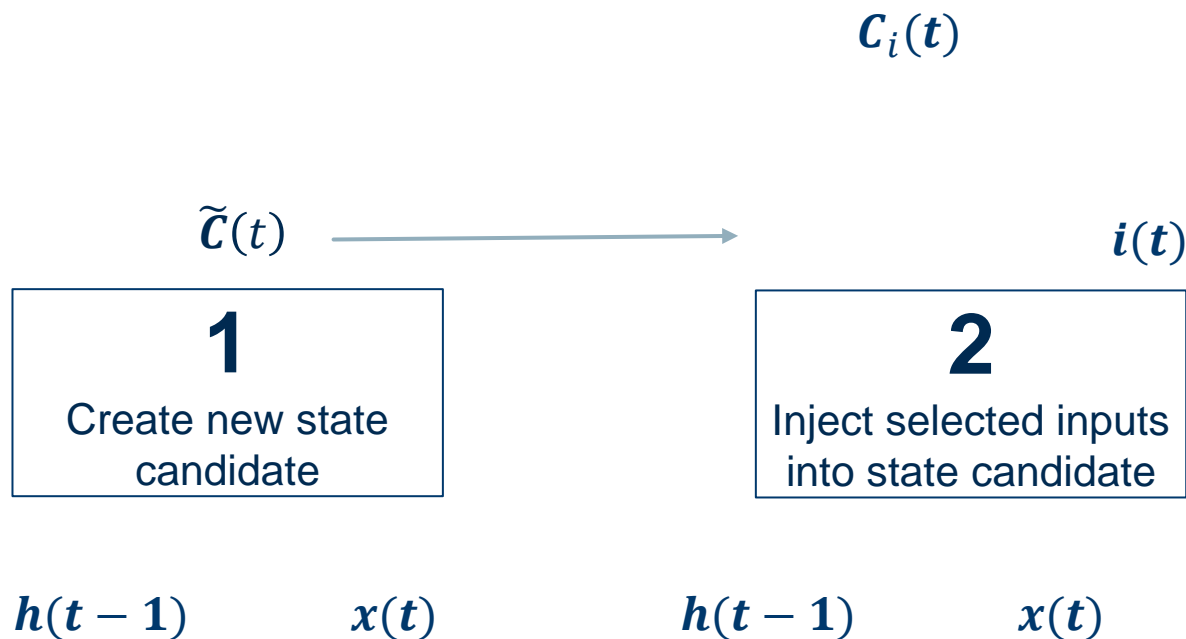 C_i(t)
C̃(t)
i(t)
1
Create new state
candidate
2
Inject selected inputs
into state candidate
h(t − 1)
x(t)
h(t − 1)
x(t)